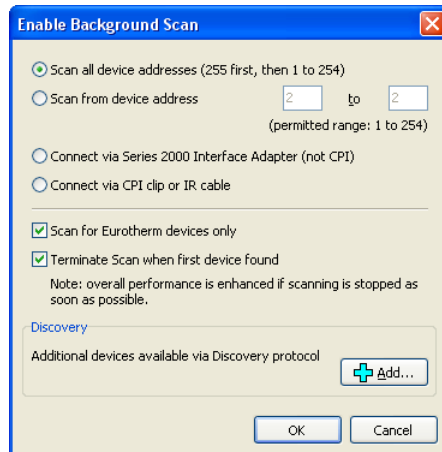 Enable Background Scan
Scan all device addresses (255 first, then 1 to 254)
Scan from device address 2 to 2
(permitted range: 1 to 254)
Connect via Series 2000 Interface Adapter (not CPI)
Connect via CPI clip or IR cable
Scan for Eurotherm devices only
Terminate Scan when first device found
Note: overall performance is enhanced if scanning is stopped as
soon as possible.
Discovery
Additional devices available via Discovery protocol
Add...
OK Cancel